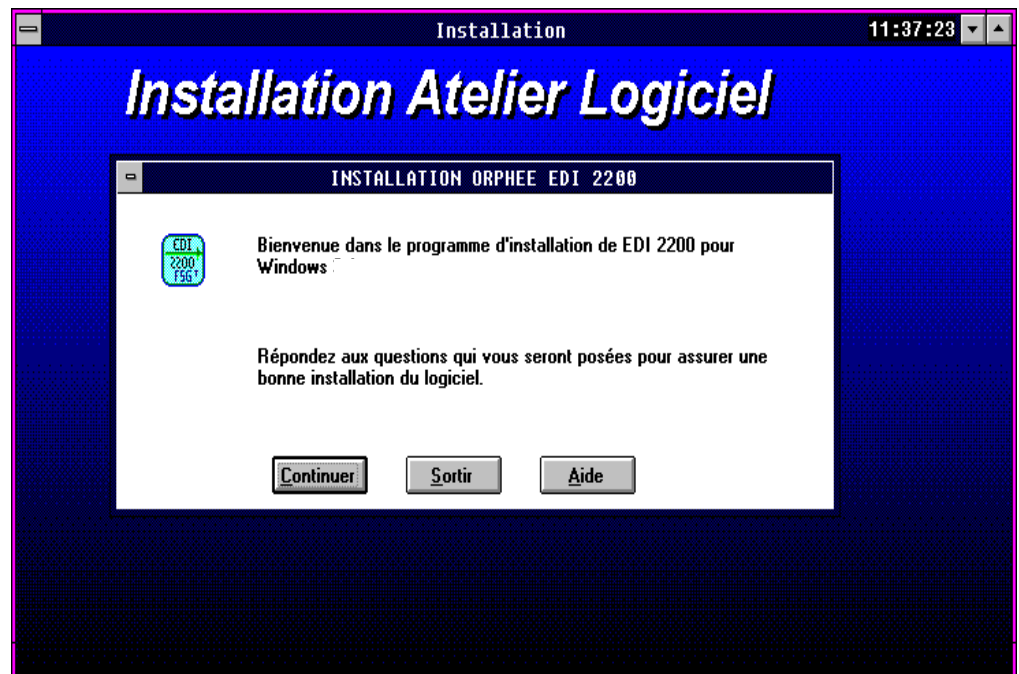 Installation
11:37:23
Installation Atelier Logiciel
INSTALLATION ORPHEE EDI 2200
EDI
2200
FSGT
Bienvenue dans le programme d'installation de EDI 2200 pour
Windows
Répondez aux questions qui vous seront posées pour assurer une
bonne installation du logiciel.
Continuer
Sortir
Aide